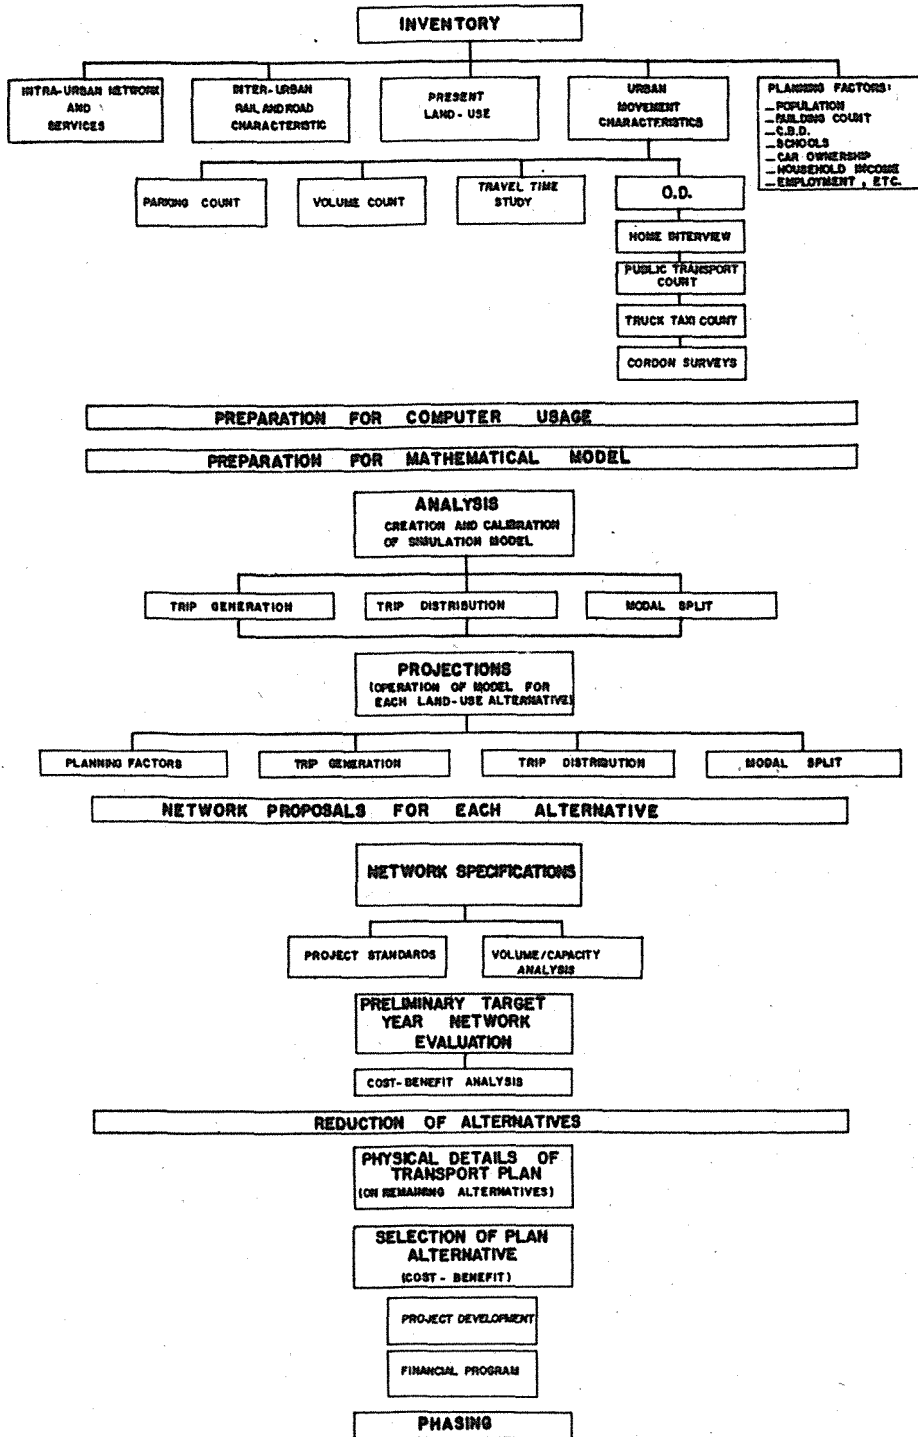 INVENTORY
INTRA-URBAN NETWORK
AND
SERVICES
INTER-URBAN
RAIL AND ROAD
CHARACTERISTIC
PRESENT
LAND-USE
URBAN
MOVEMENT
CHARACTERISTICS
PLANNING FACTORS:
_POPULATION
_BUILDING COUNT
_C.B.D.
_SCHOOLS
_CAR OWNERSHIP
_HOUSEHOLD INCOME
_EMPLOYMENT, ETC.
PARKING COUNT
VOLUME COUNT
TRAVEL TIME
STUDY
O.D.
HOME INTERVIEW
PUBLIC TRANSPORT
COUNT
TRUCK TAXI COUNT
CORDON SURVEYS
PREPARATION FOR COMPUTER USAGE
PREPARATION FOR MATHEMATICAL MODEL
ANALYSIS
CREATION AND CALIBRATION
OF SIMULATION MODEL
TRIP GENERATION
TRIP DISTRIBUTION
MODAL SPLIT
PROJECTIONS
(OPERATION OF MODEL FOR
EACH LAND-USE ALTERNATIVE)
PLANNING FACTORS
TRIP GENERATION
TRIP DISTRIBUTION
MODAL SPLIT
NETWORK PROPOSALS FOR EACH ALTERNATIVE
NETWORK SPECIFICATIONS
PROJECT STANDARDS
VOLUME/CAPACITY
ANALYSIS
PRELIMINARY TARGET
YEAR NETWORK
EVALUATION
COST-BENEFIT ANALYSIS
REDUCTION OF ALTERNATIVES
PHYSICAL DETAILS OF
TRANSPORT PLAN
(ON REMAINING ALTERNATIVES)
SELECTION OF PLAN
ALTERNATIVE
(COST - BENEFIT)
PROJECT DEVELOPMENT
FINANCIAL PROGRAM
PHASING